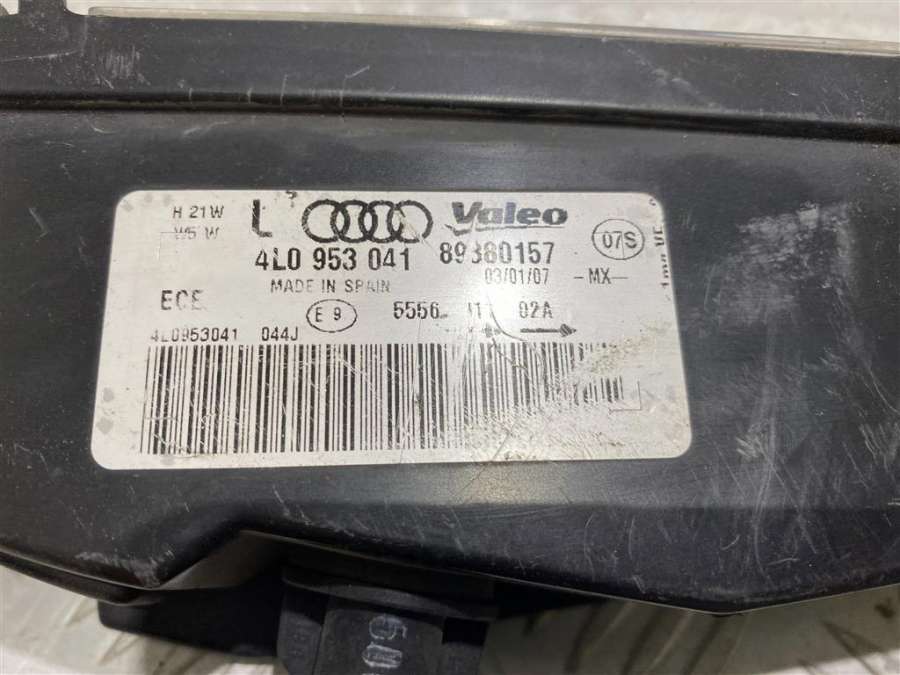 H 21W L Valeo
W5 W 4L0 953 041 89380157 07S
MADE IN SPAIN 03/01/07 -MX-
ECE E 9 5556 02A
4L0953041 044J